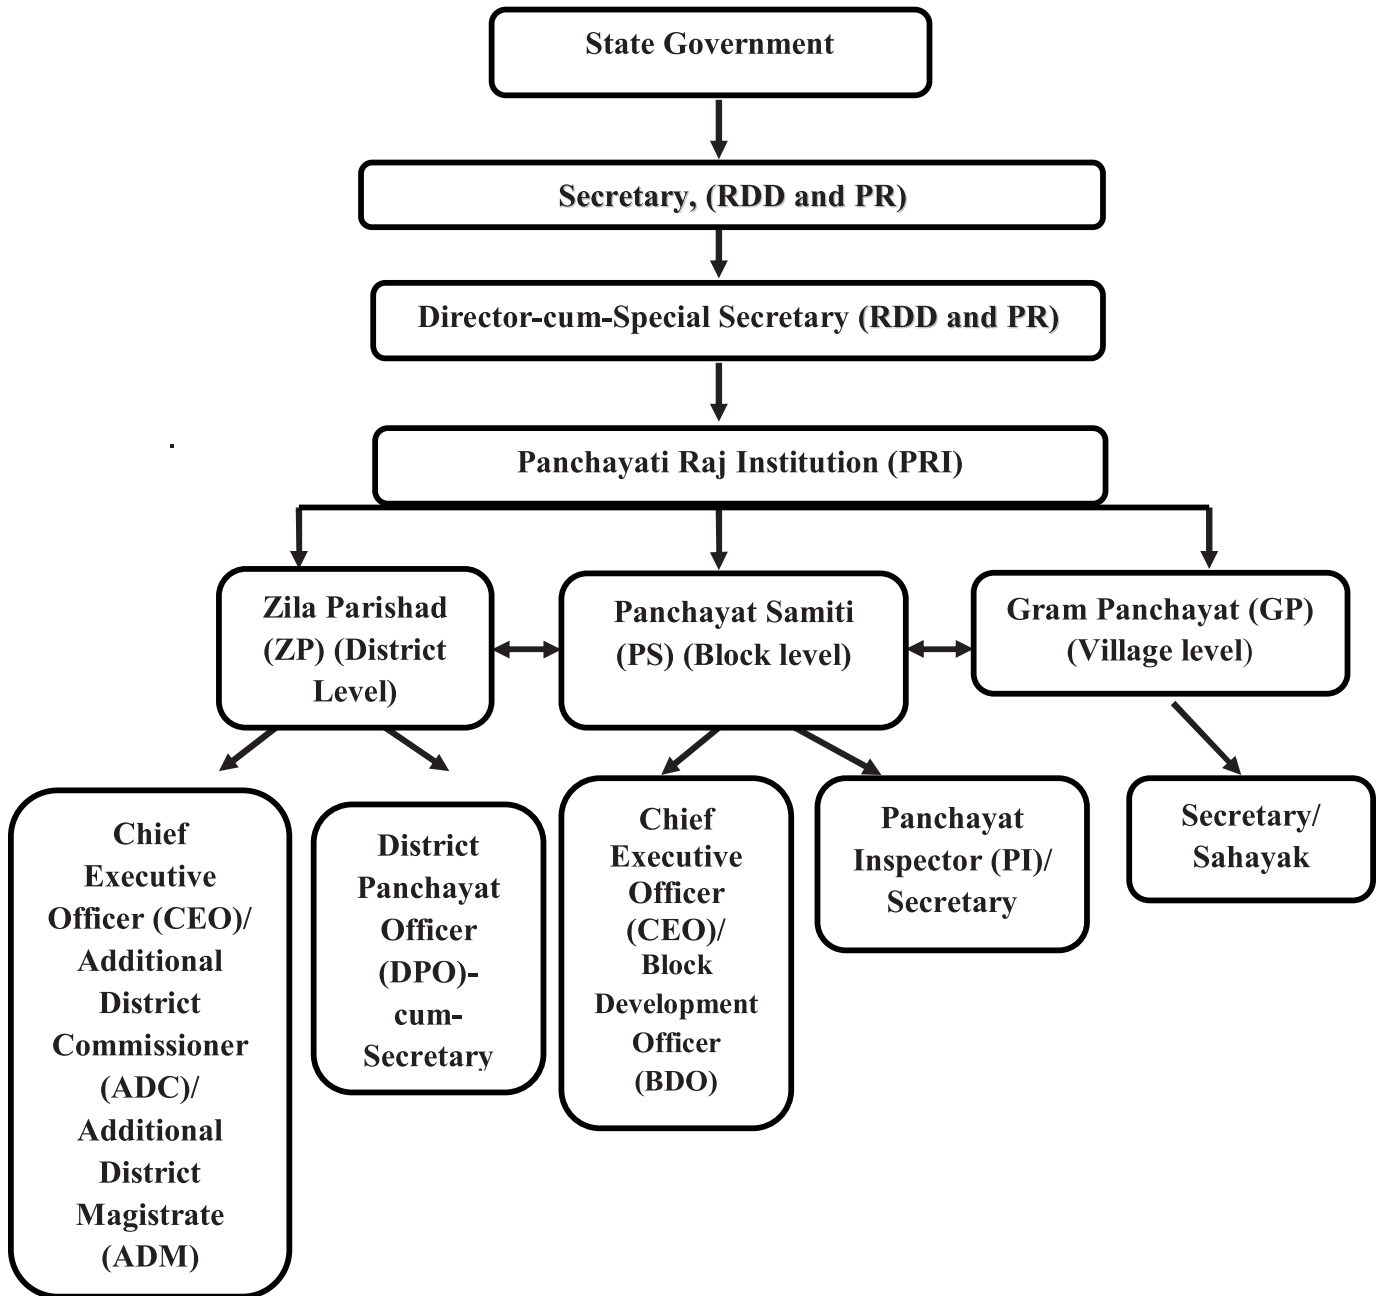 State Government
Secretary, (RDD and PR)
Director-cum-Special Secretary (RDD and PR)
Panchayati Raj Institution (PRI)
Zila Parishad
(ZP) (District
Level)
Panchayat Samiti
(PS) (Block level)
Gram Panchayat (GP)
(Village level)
Chief
Executive
Officer (CEO)/
Additional
District
Commissioner
(ADC)/
Additional
District
Magistrate
(ADM)
District
Panchayat
Officer
(DPO)-
cum-
Secretary
Chief
Executive
Officer
(CEO)/
Block
Development
Officer
(BDO)
Panchayat
Inspector (PI)/
Secretary
Secretary/
Sahayak